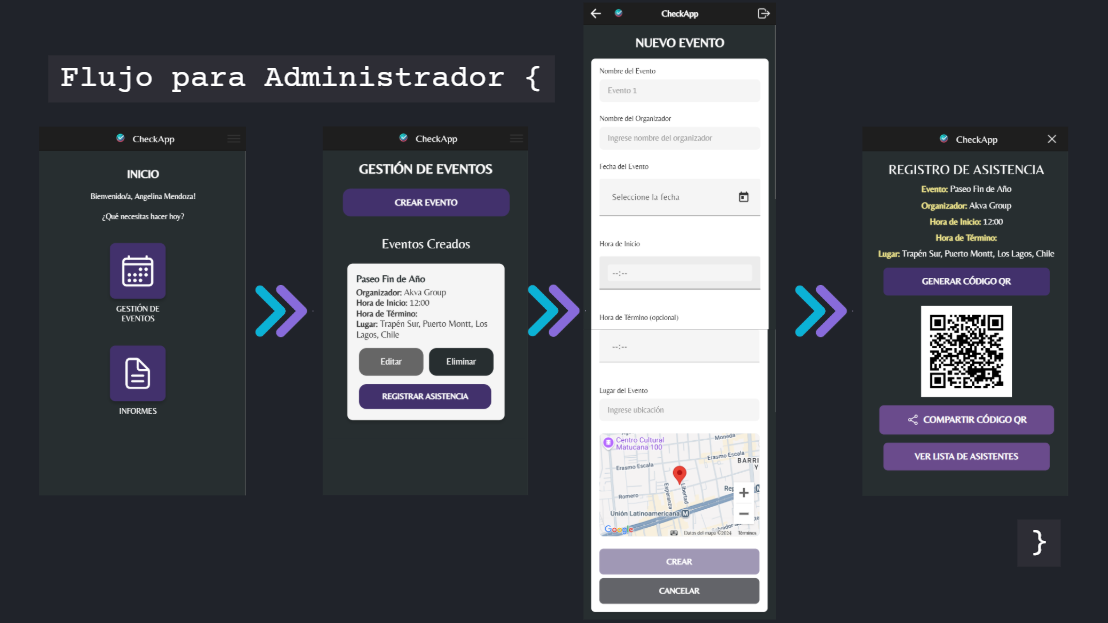 Flujo para Administrador {
CheckApp
INICIO
Bienvenido/a, Angelina Mendoza!
¿Qué necesitas hacer hoy?
GESTIÓN DE
EVENTOS
INFORMES
CheckApp
GESTIÓN DE EVENTOS
CREAR EVENTO
Eventos Creados
Paseo Fin de Año
Organizador: Akva Group
Hora de Inicio: 12:00
Hora de Término:
Lugar: Trapén Sur, Puerto Montt, Los
Lagos, Chile
Editar
Eliminar
REGISTRAR ASISTENCIA
CheckApp
NUEVO EVENTO
Nombre del Evento
Evento 1
Nombre del Organizador
Ingrese nombre del organizador
Fecha del Evento
Seleccione la fecha
Hora de Inicio
--:--
Hora de Término (opcional)
--:--
Lugar del Evento
Ingrese ubicación
Centro Cultural
Matucana 100
Moneda
Erasmo Escala
Erasmo Escala
BARRI
Y
Romero
Esperanza
Libertad
Rep
Unión Latinoamericana
Google
Datos del mapa ©2024
Términos
CREAR
CANCELAR
CheckApp
REGISTRO DE ASISTENCIA
Evento: Paseo Fin de Año
Organizador: Akva Group
Hora de Inicio: 12:00
Hora de Término:
Lugar: Trapén Sur, Puerto Montt, Los Lagos, Chile
GENERAR CÓDIGO QR
COMPARTIR CÓDIGO QR
VER LISTA DE ASISTENTES
}